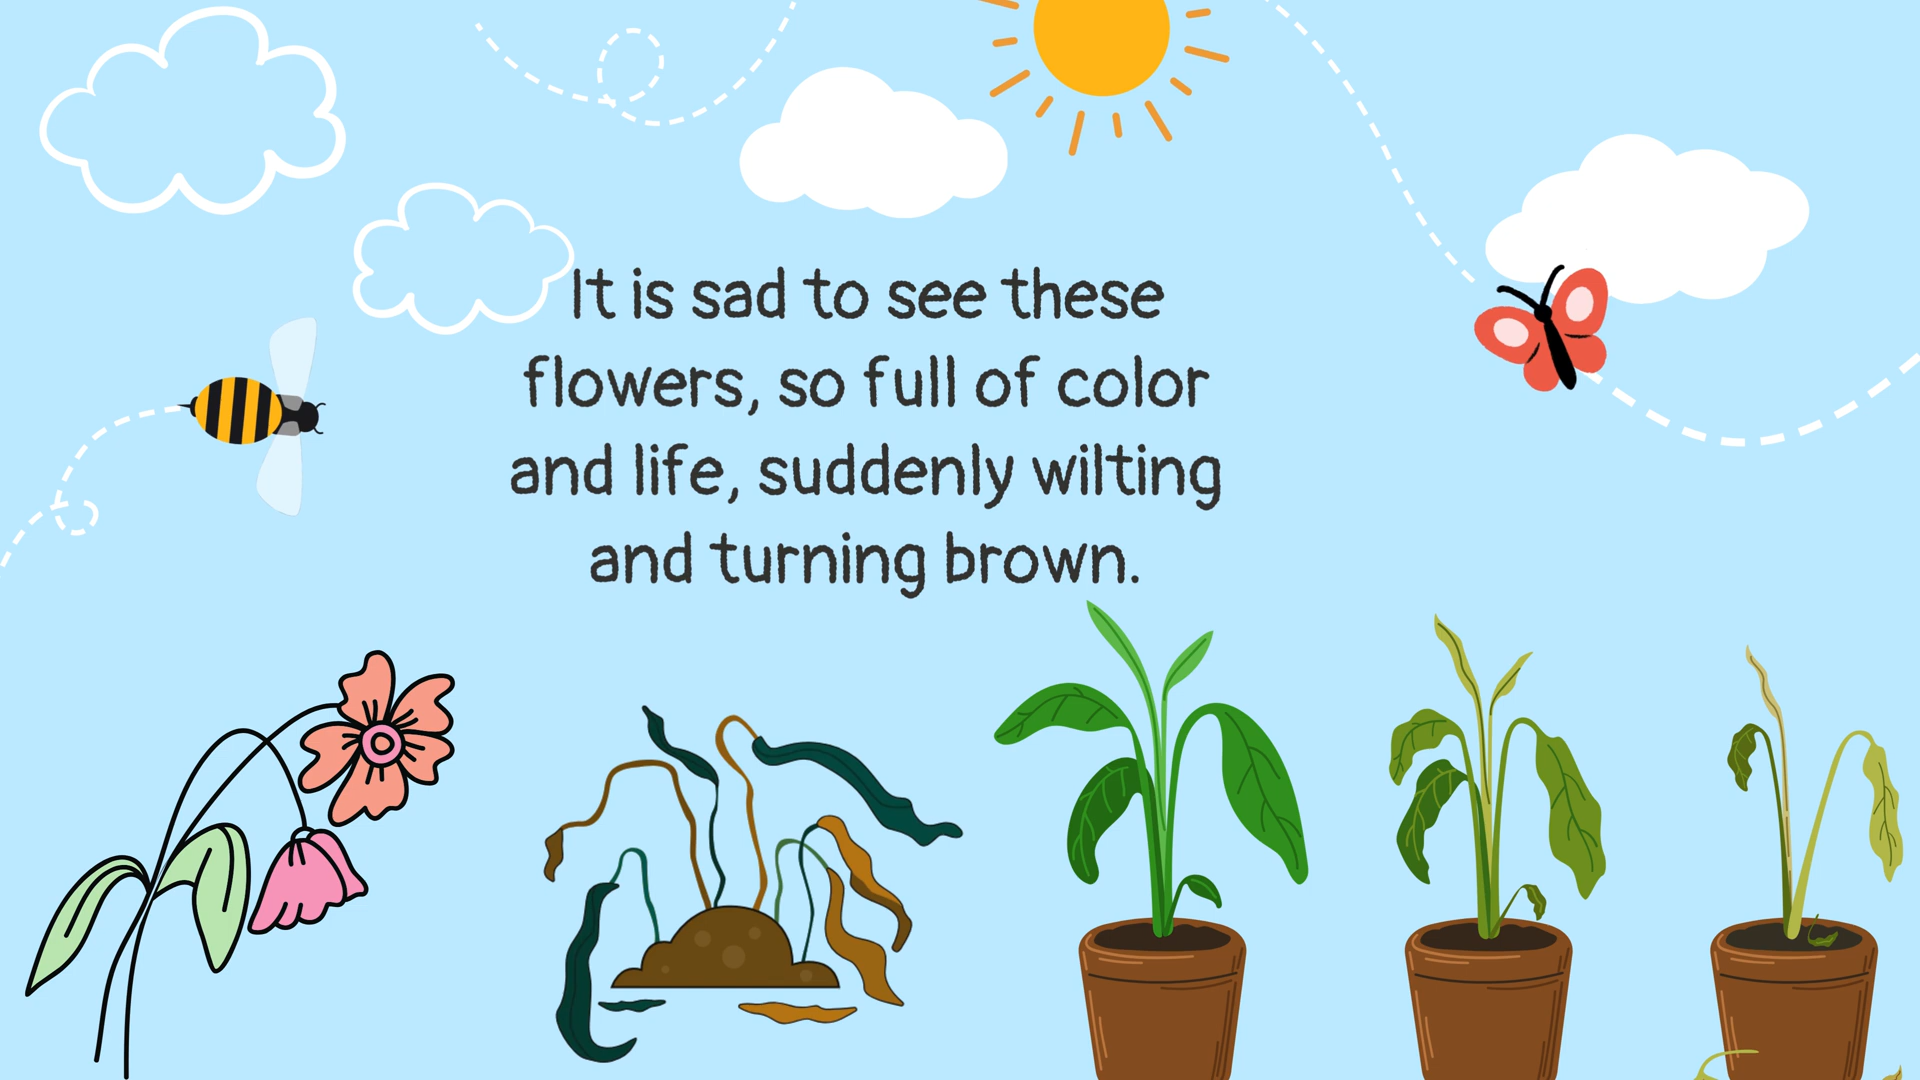 It is sad to see these
flowers, so full of color
and life, suddenly wilting
and turning brown.